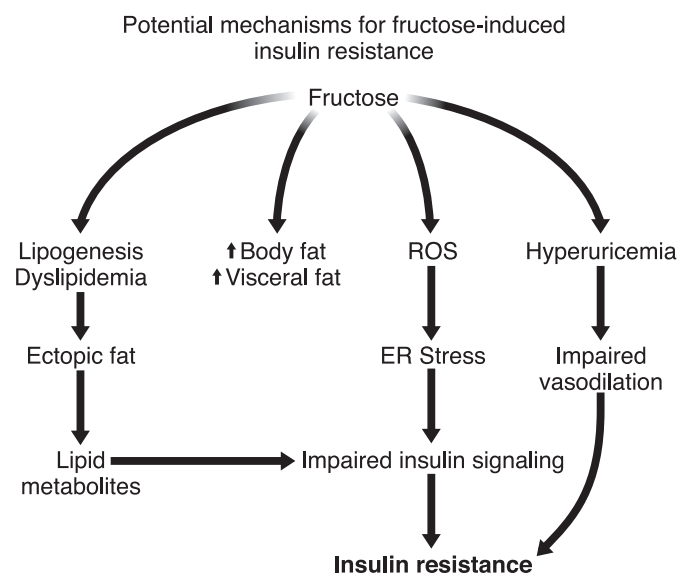 Potential mechanisms for fructose-induced
insulin resistance
Fructose
Lipogenesis
Dyslipidemia
⬆Body fat
⬆Visceral fat
ROS
Hyperuricemia
Ectopic fat
ER Stress
Impaired
vasodilation
Lipid
metabolites
Impaired insulin signaling
Insulin resistance